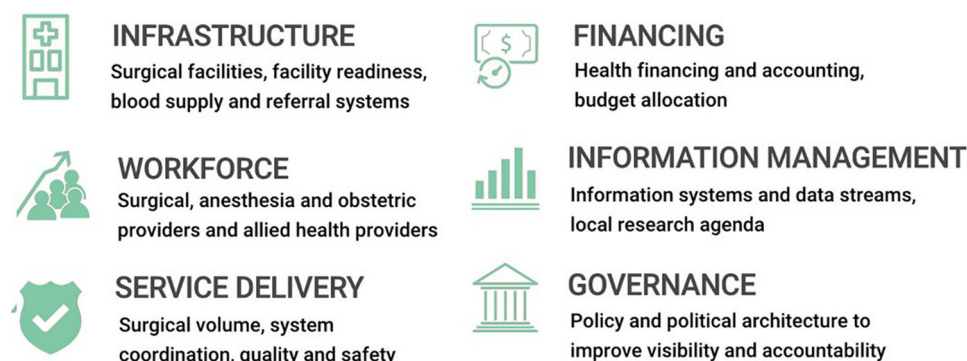 INFRASTRUCTURE
Surgical facilities, facility readiness,
blood supply and referral systems
WORKFORCE
Surgical, anesthesia and obstetric
providers and allied health providers
SERVICE DELIVERY
Surgical volume, system
coordination, quality and safety
$
FINANCING
Health financing and accounting,
budget allocation
INFORMATION MANAGEMENT
Information systems and data streams,
local research agenda
GOVERNANCE
Policy and political architecture to
improve visibility and accountability